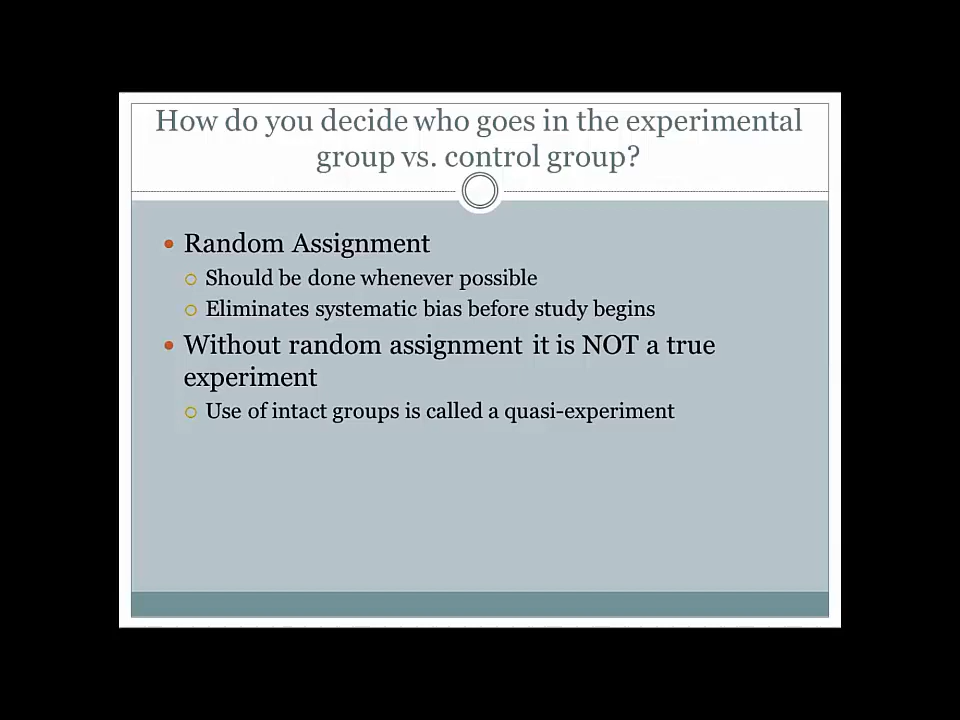 How do you decide who goes in the experimental
group vs. control group?
Random Assignment
Should be done whenever possible
Eliminates systematic bias before study begins
Without random assignment it is NOT a true
experiment
Use of intact groups is called a quasi-experiment